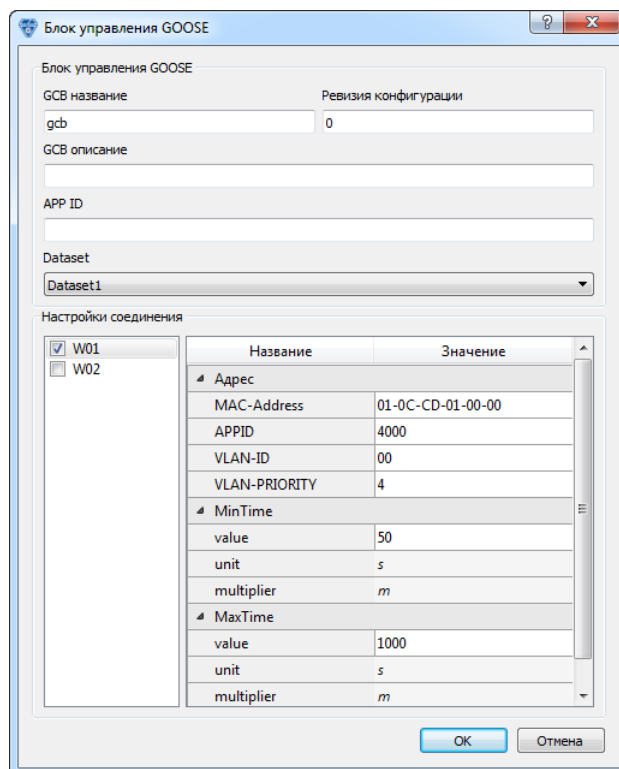 Блок управления GOOSE
Блок управления GOOSE
GCB название Ревизия конфигурации
gcb 0
GCB описание
APP ID
Dataset
Dataset1
Настройки соединения
W01
W02
Название Значение
Адрес
MAC-Address 01-0C-CD-01-00-00
APPID 4000
VLAN-ID 00
VLAN-PRIORITY 4
MinTime
value 50
unit s
multiplier m
MaxTime
value 1000
unit s
multiplier m
OK Отмена